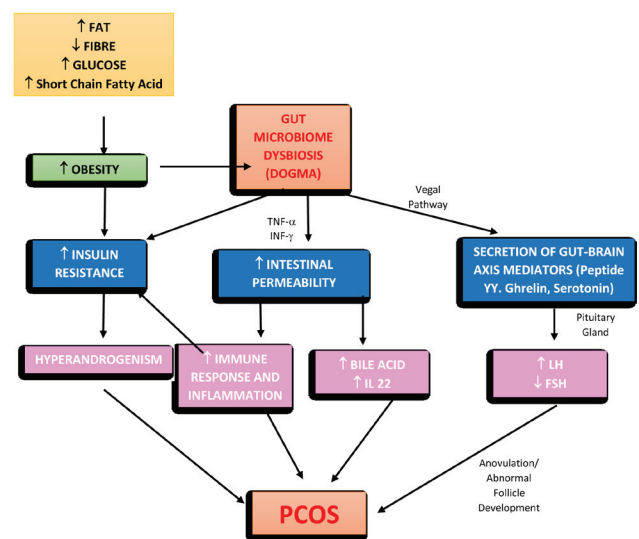 ↑ FAT
↓ FIBRE
↑ GLUCOSE
↑ Short Chain Fatty Acid
GUT
MICROBIOME
DYSBIOSIS
(DOGMA)
↑ OBESITY
Vegal
Pathway
TNF-α
INF-γ
↑ INSULIN
RESISTANCE
↑ INTESTINAL
PERMEABILITY
SECRETION OF GUT-BRAIN
AXIS MEDIATORS (Peptide
YY. Ghrelin, Serotonin)
Pituitary
Gland
HYPERANDROGENISM
↑ IMMUNE
RESPONSE AND
INFLAMMATION
↑ BILE ACID
↑ IL 22
↑ LH
↓ FSH
Anovulation/
Abnormal
Follicle
Development
PCOS